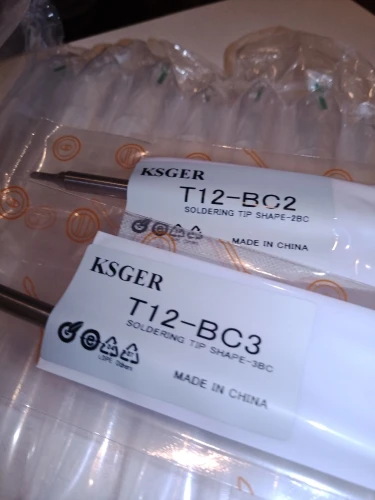 KSGER
T12-BC2
SOLDERING TIP SHAPE-2BC
MADE IN CHINA
KSGER
T12-BC3
SOLDERING TIP SHAPE-3BC
MADE IN CHINA